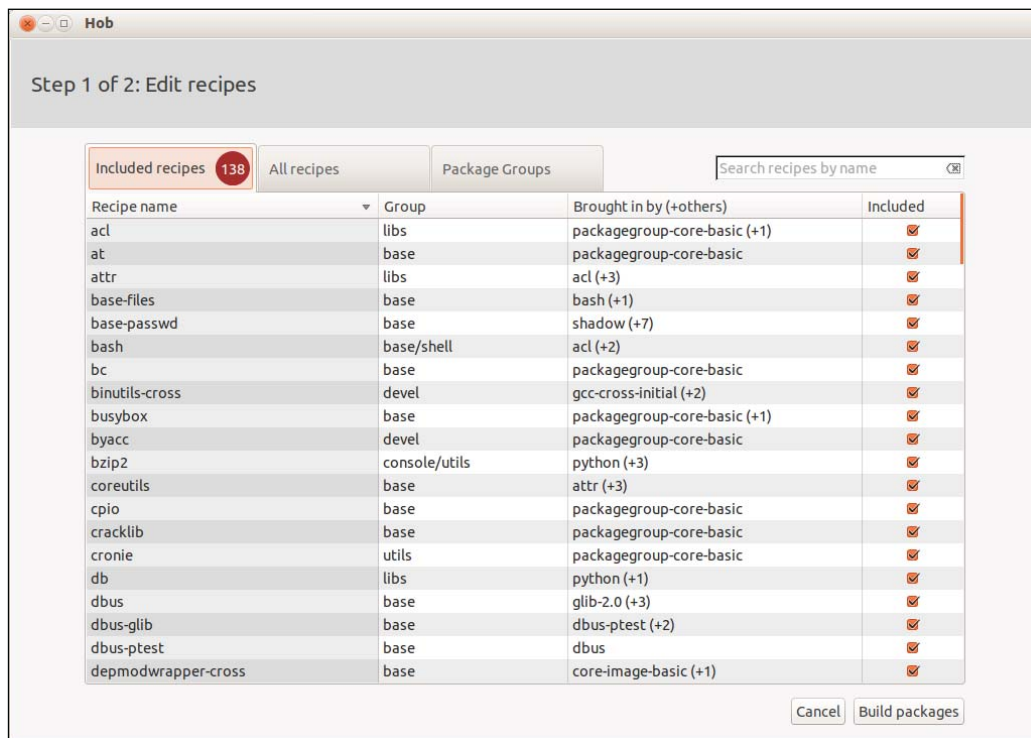 Hob
Step 1 of 2: Edit recipes
Included recipes 138 All recipes Package Groups Search recipes by name
Recipe name Group Brought in by (+others) Included
acl libs packagegroup-core-basic (+1)
at base packagegroup-core-basic
attr libs acl (+3)
base-files base bash (+1)
base-passwd base shadow (+7)
bash base/shell acl (+2)
bc base packagegroup-core-basic
binutils-cross devel gcc-cross-initial (+2)
busybox base packagegroup-core-basic (+1)
byacc devel packagegroup-core-basic
bzip2 console/utils python (+3)
coreutils base attr (+3)
cpio base packagegroup-core-basic
cracklib base packagegroup-core-basic
cronie utils packagegroup-core-basic
db libs python (+1)
dbus base glib-2.0 (+3)
dbus-glib base dbus-ptest (+2)
dbus-ptest base dbus
depmodwrapper-cross base core-image-basic (+1)
Cancel Build packages